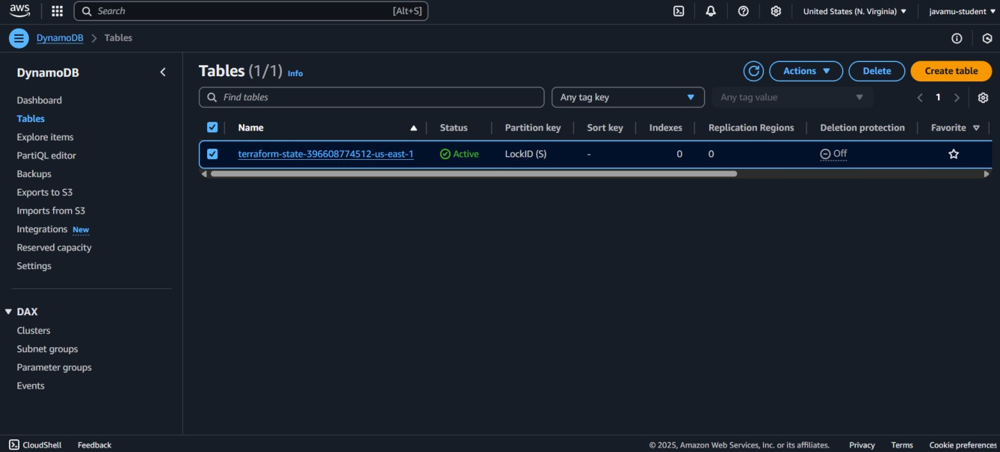 aws
Search [Alt+S]
United States (N. Virginia)
javamu-student
DynamoDB
Tables
DynamoDB
Dashboard
Tables
Explore items
PartiQL editor
Backups
Exports to S3
Imports from S3
Integrations New
Reserved capacity
Settings
DAX
Clusters
Subnet groups
Parameter groups
Events
Tables (1/1) Info
Actions
Delete
Create table
Find tables
Any tag key
Any tag value
1
Name Status Partition key Sort key Indexes Replication Regions Deletion protection Favorite
terraform-state-396608774512-us-east-1 Active LockID (S) - 0 0 Off
CloudShell Feedback © 2025, Amazon Web Services, Inc. or its affiliates. Privacy Terms Cookie preferences